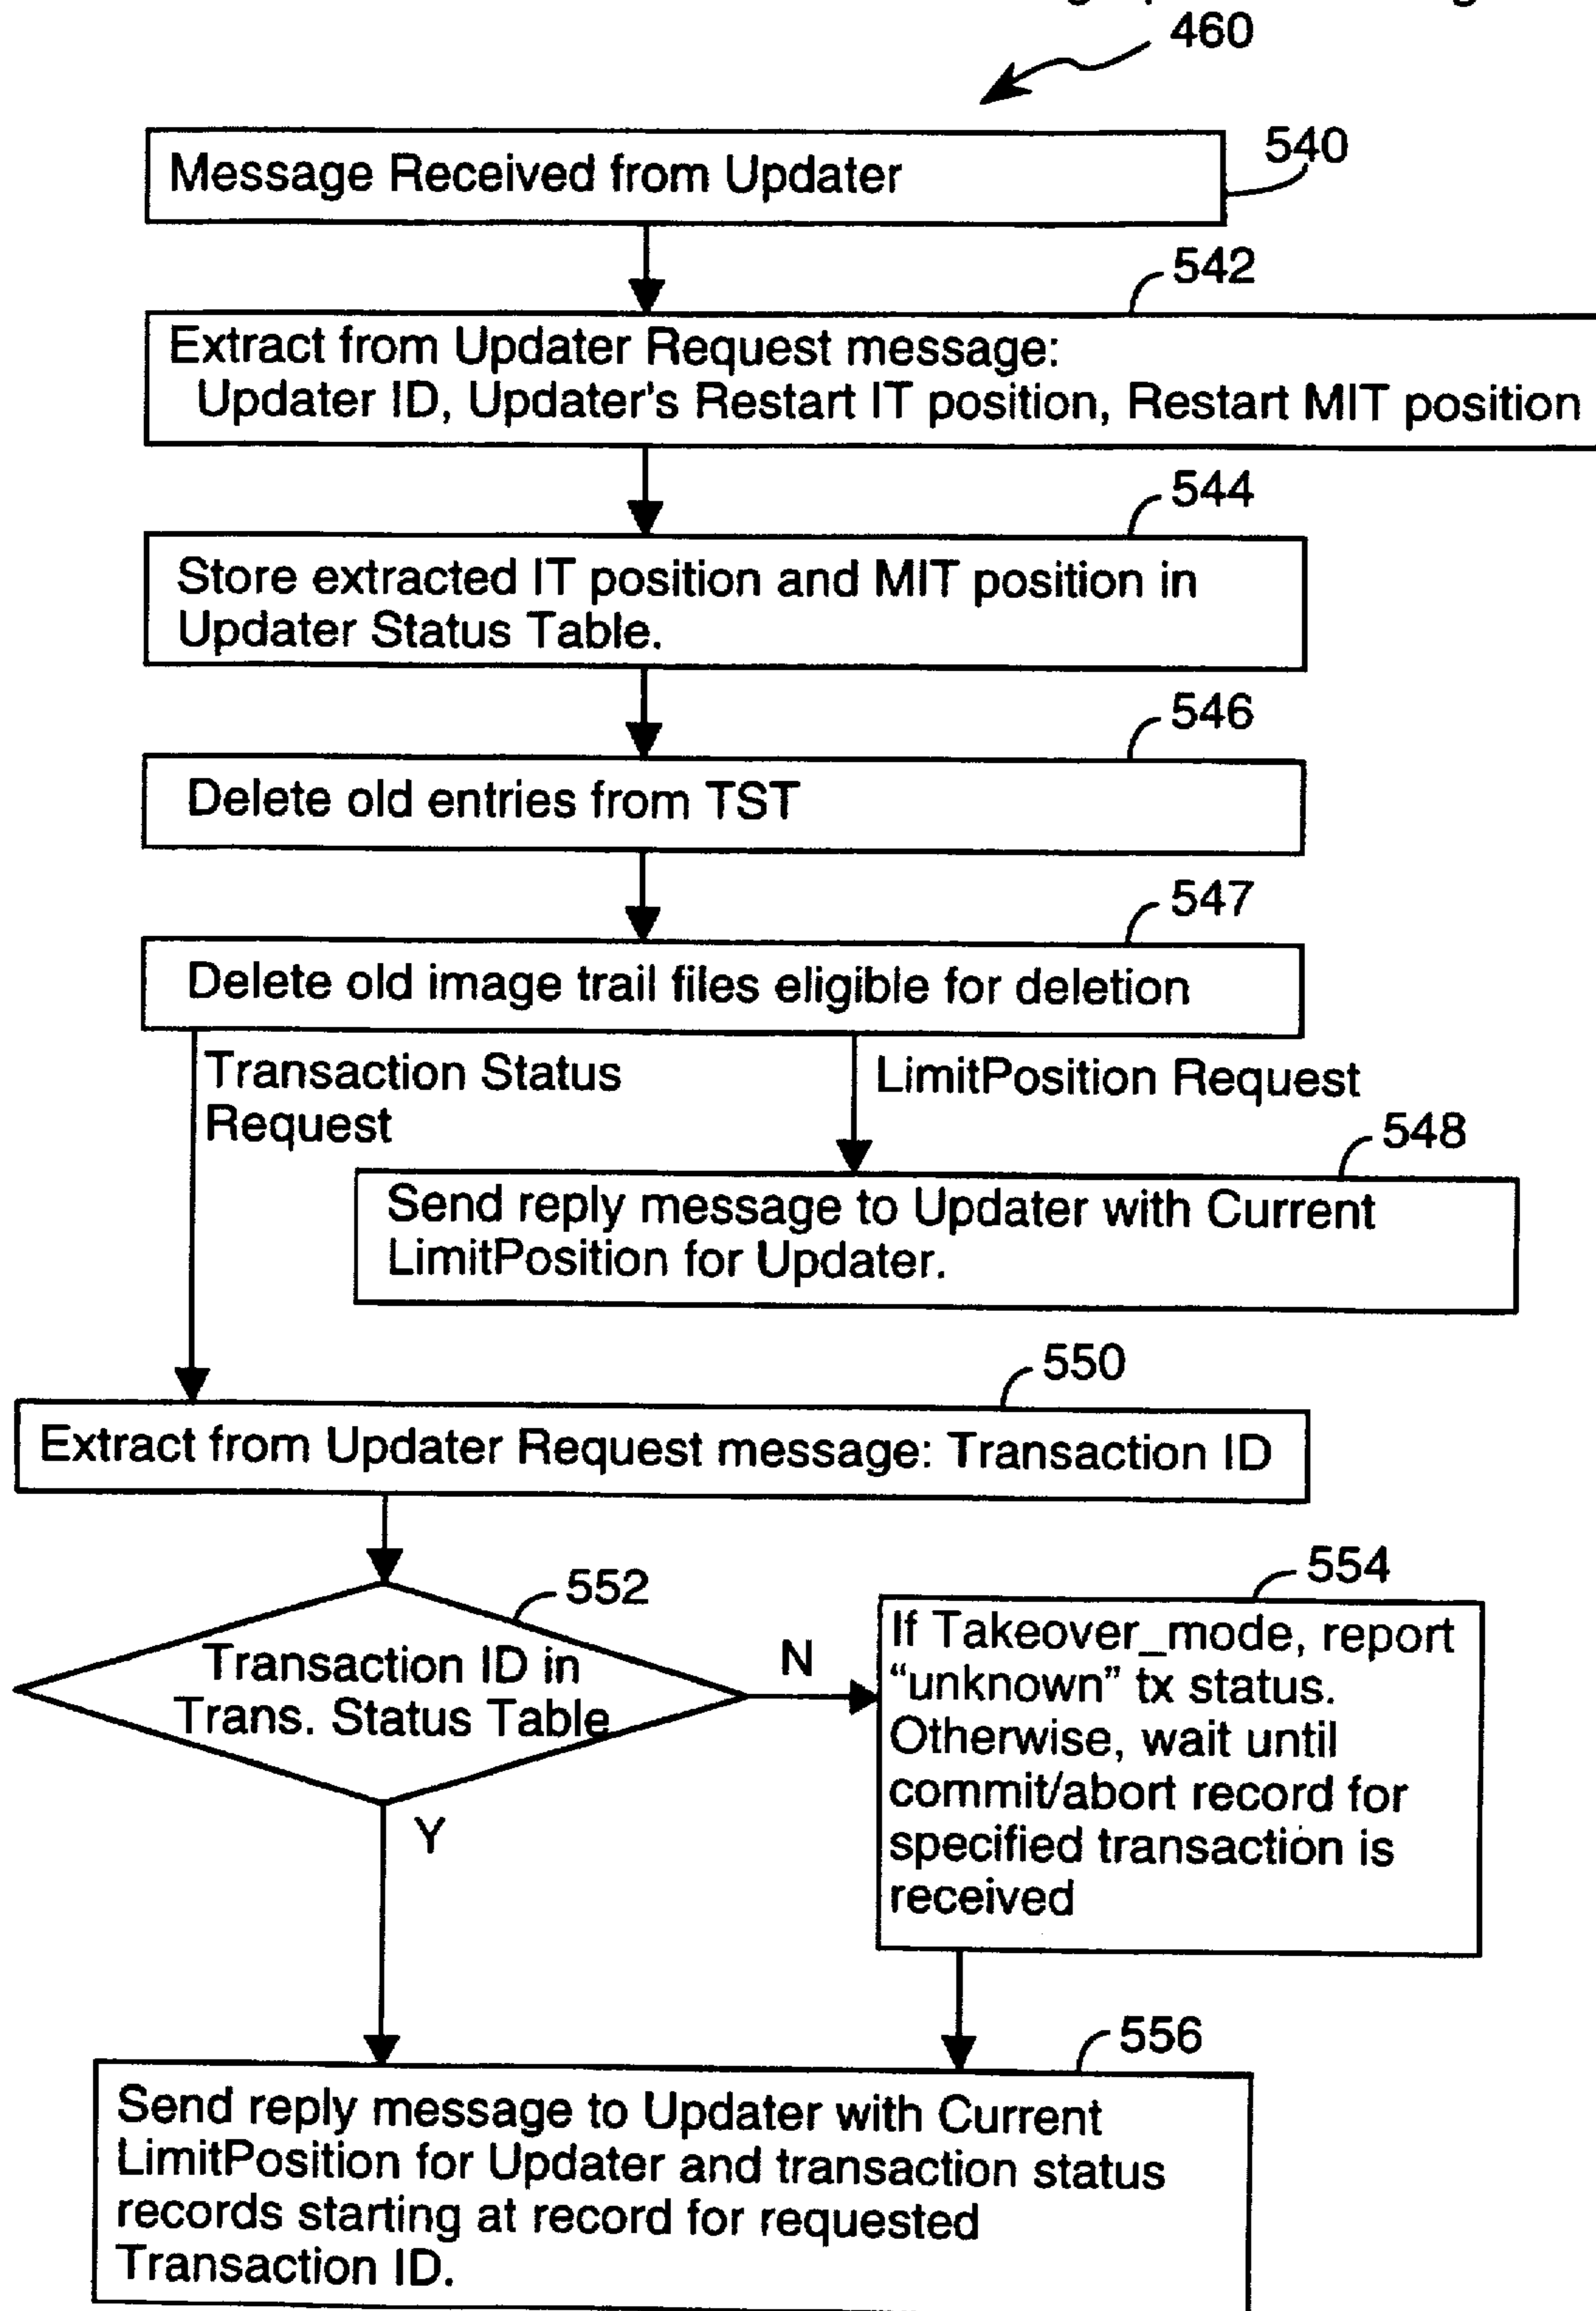 460
540
Message Received from Updater
542
Extract from Updater Request message:
Updater ID, Updater's Restart IT position, Restart MIT position
544
Store extracted IT position and MIT position in
Updater Status Table.
546
Delete old entries from TST
547
Delete old image trail files eligible for deletion
Transaction Status
Request
LimitPosition Request
548
Send reply message to Updater with Current
LimitPosition for Updater.
550
Extract from Updater Request message: Transaction ID
552
Transaction ID in
Trans. Status Table
N
Y
554
If Takeover_mode, report
“unknown” tx status.
Otherwise, wait until
commit/abort record for
specified transaction is
received
556
Send reply message to Updater with Current
LimitPosition for Updater and transaction status
records starting at record for requested
Transaction ID.